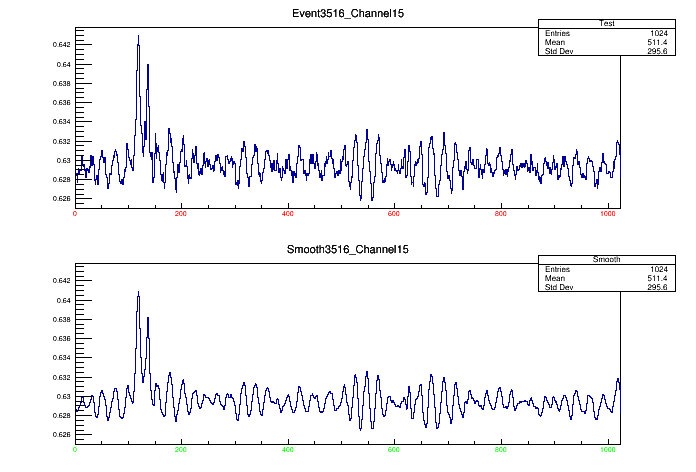 Event3516_Channel15
Test
Entries 1024
Mean 511.4
Std Dev 295.6
0.642
0.64
0.638
0.636
0.634
0.632
0.63
0.628
0.626
0 200 400 600 800 1000
Smooth3516_Channel15
Smooth
Entries 1024
Mean 511.4
Std Dev 295.6
0.642
0.64
0.638
0.636
0.634
0.632
0.63
0.628
0.626
0 200 400 600 800 1000